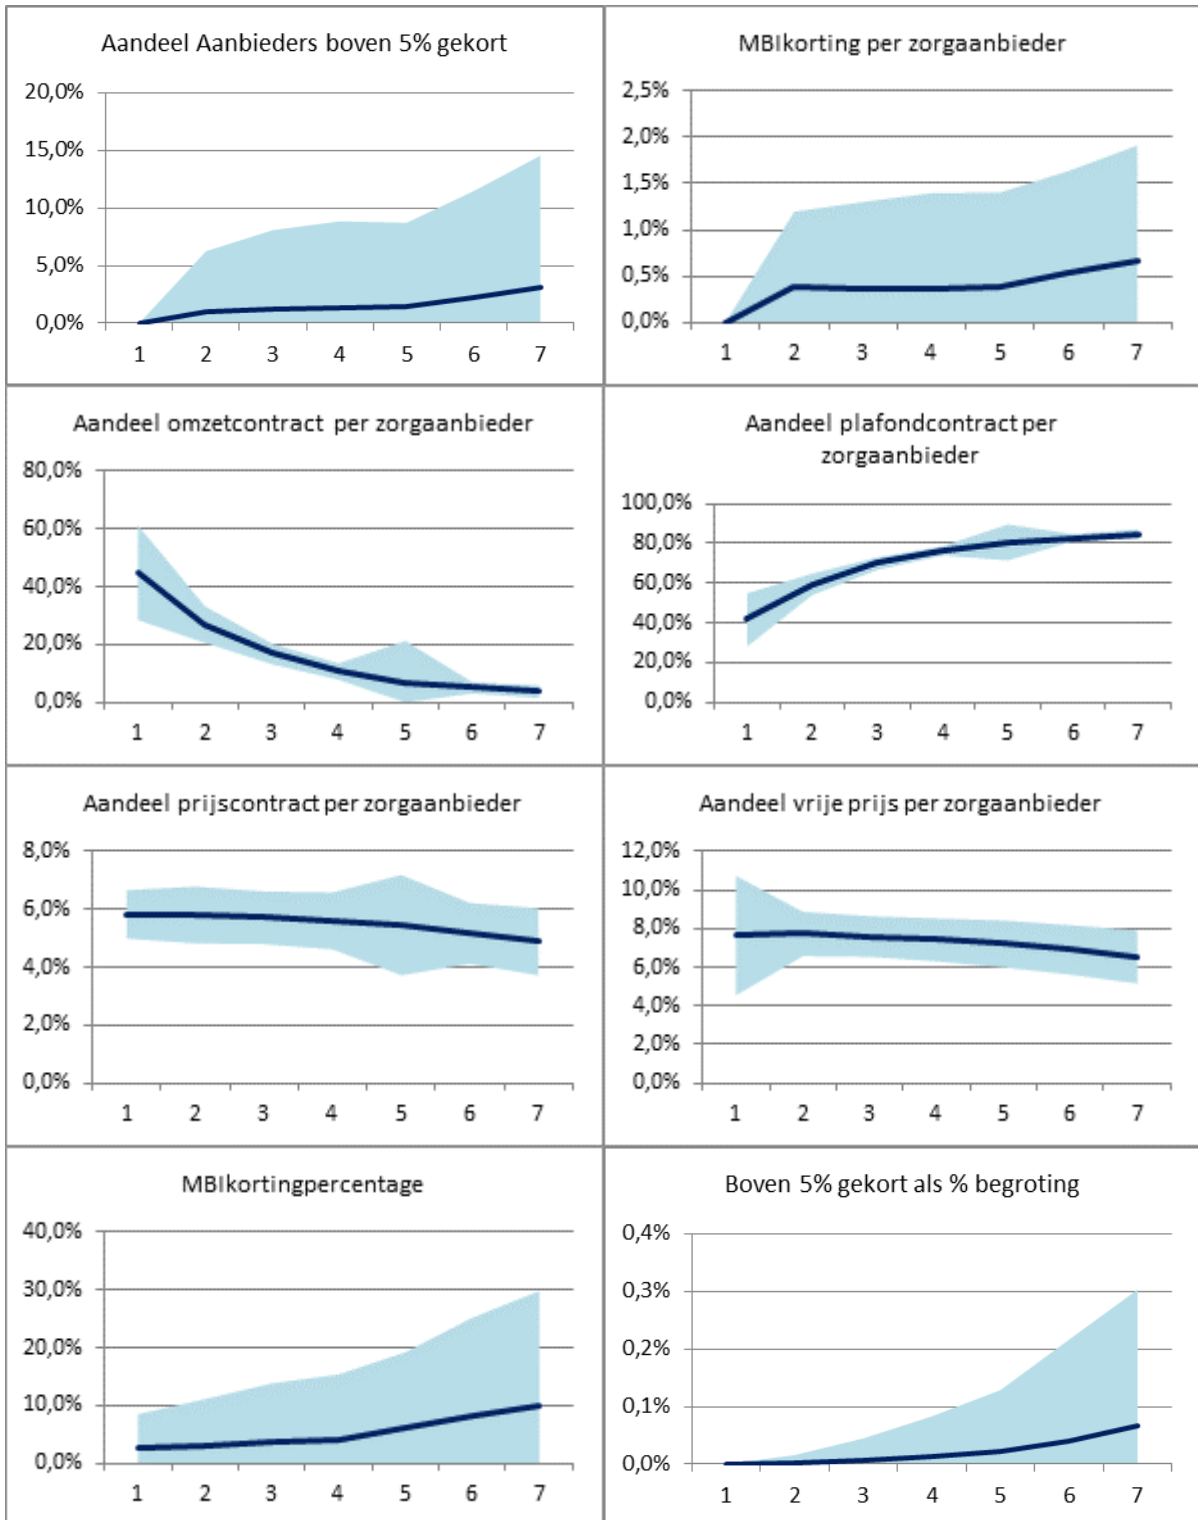 Aandeel Aanbieders boven 5% gekort
20,0%
15,0%
10,0%
5,0%
0,0%
1 2 3 4 5 6 7
MBIkorting per zorgaanbieder
2,5%
2,0%
1,5%
1,0%
0,5%
0,0%
1 2 3 4 5 6 7
Aandeel omzetcontract per zorgaanbieder
80,0%
60,0%
40,0%
20,0%
0,0%
1 2 3 4 5 6 7
Aandeel plafondcontract per
zorgaanbieder
100,0%
80,0%
60,0%
40,0%
20,0%
0,0%
1 2 3 4 5 6 7
Aandeel prijscontract per zorgaanbieder
8,0%
6,0%
4,0%
2,0%
0,0%
1 2 3 4 5 6 7
Aandeel vrije prijs per zorgaanbieder
12,0%
10,0%
8,0%
6,0%
4,0%
2,0%
0,0%
1 2 3 4 5 6 7
MBIkortingpercentage
40,0%
30,0%
20,0%
10,0%
0,0%
1 2 3 4 5 6 7
Boven 5% gekort als % begroting
0,4%
0,3%
0,2%
0,1%
0,0%
1 2 3 4 5 6 7